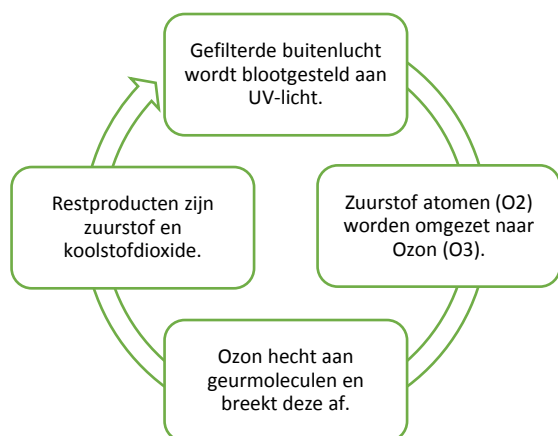 Gefilterde buitenlucht
wordt blootgesteld aan
UV-licht.
Zuurstof atomen (O2)
worden omgezet naar
Ozon (O3).
Ozon hecht aan
geurmoleculen en
breekt deze af.
Restproducten zijn
zuurstof en
koolstofdioxide.